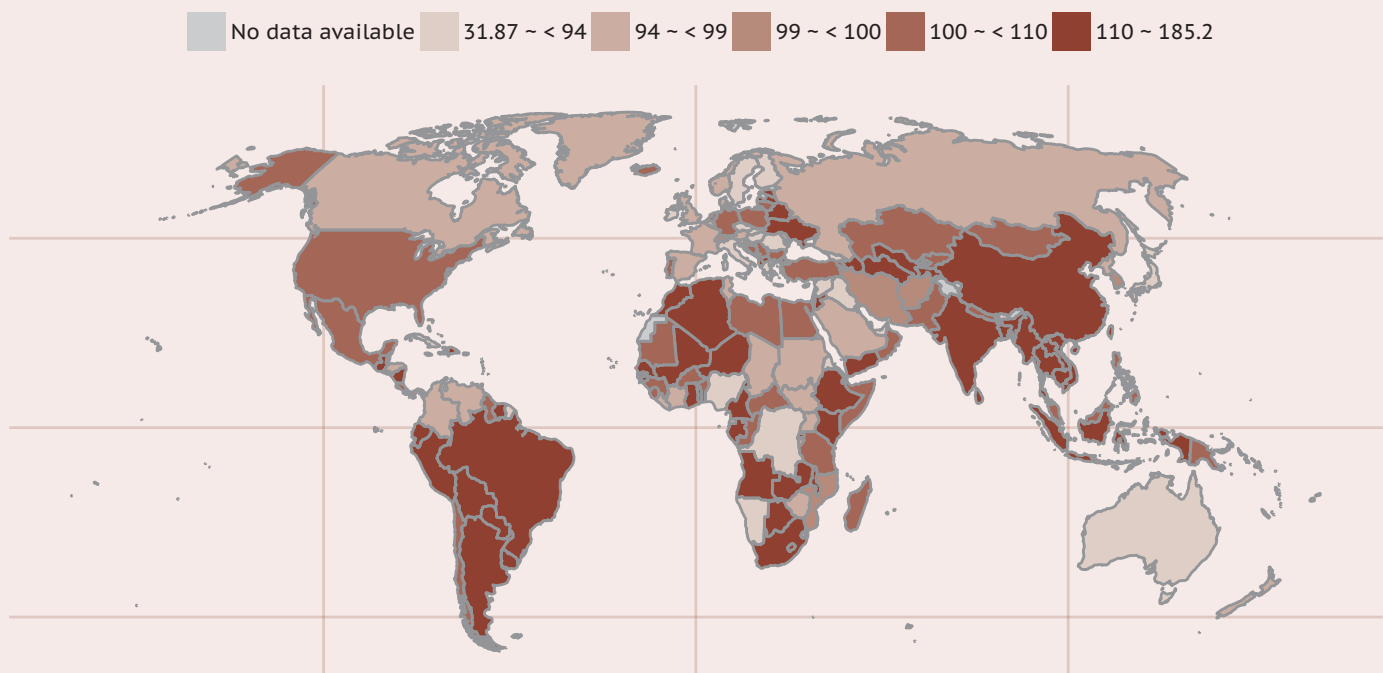 No data available 31.87 ~ < 94 94 ~ < 99 99 ~ < 100 100 ~ < 110 110 ~ 185.2